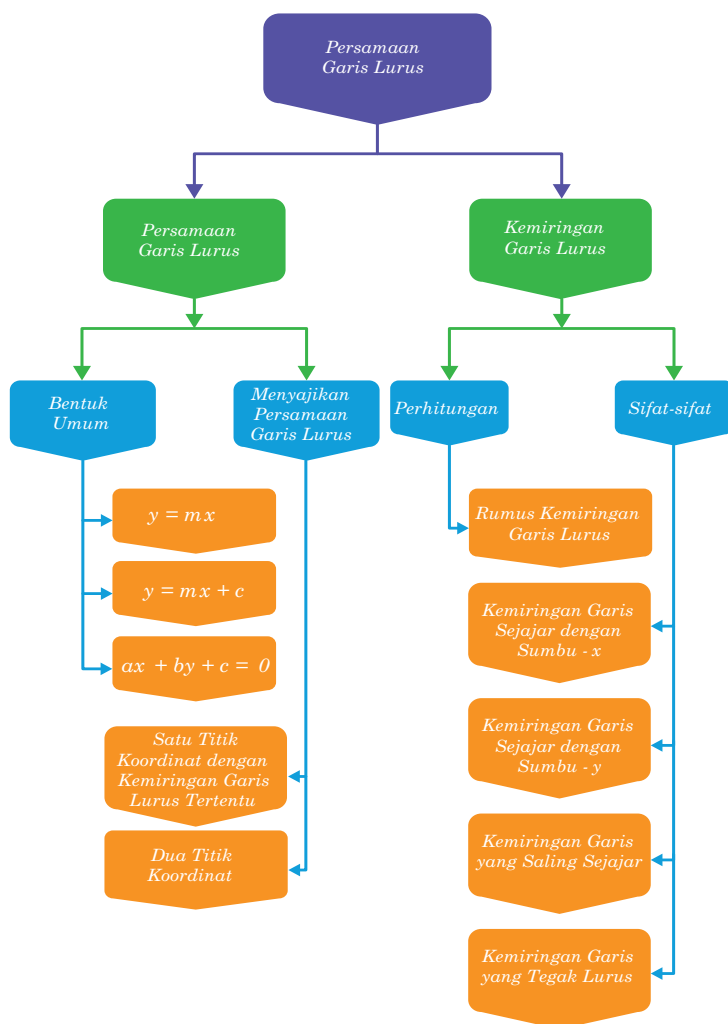 Persamaan
Garis Lurus
Persamaan
Garis Lurus
Kemiringan
Garis Lurus
Bentuk
Umum
Menyajikan
Persamaan
Garis Lurus
Perhitungan
Sifat-sifat
y = mx
y = mx + c
ax + by + c = 0
Satu Titik
Koordinat dengan
Kemiringan Garis
Lurus Tertentu
Dua Titik
Koordinat
Rumus Kemiringan
Garis Lurus
Kemiringan Garis
Sejajar dengan
Sumbu - x
Kemiringan Garis
Sejajar dengan
Sumbu - y
Kemiringan Garis
yang Saling Sejajar
Kemiringan Garis
yang Tegak Lurus